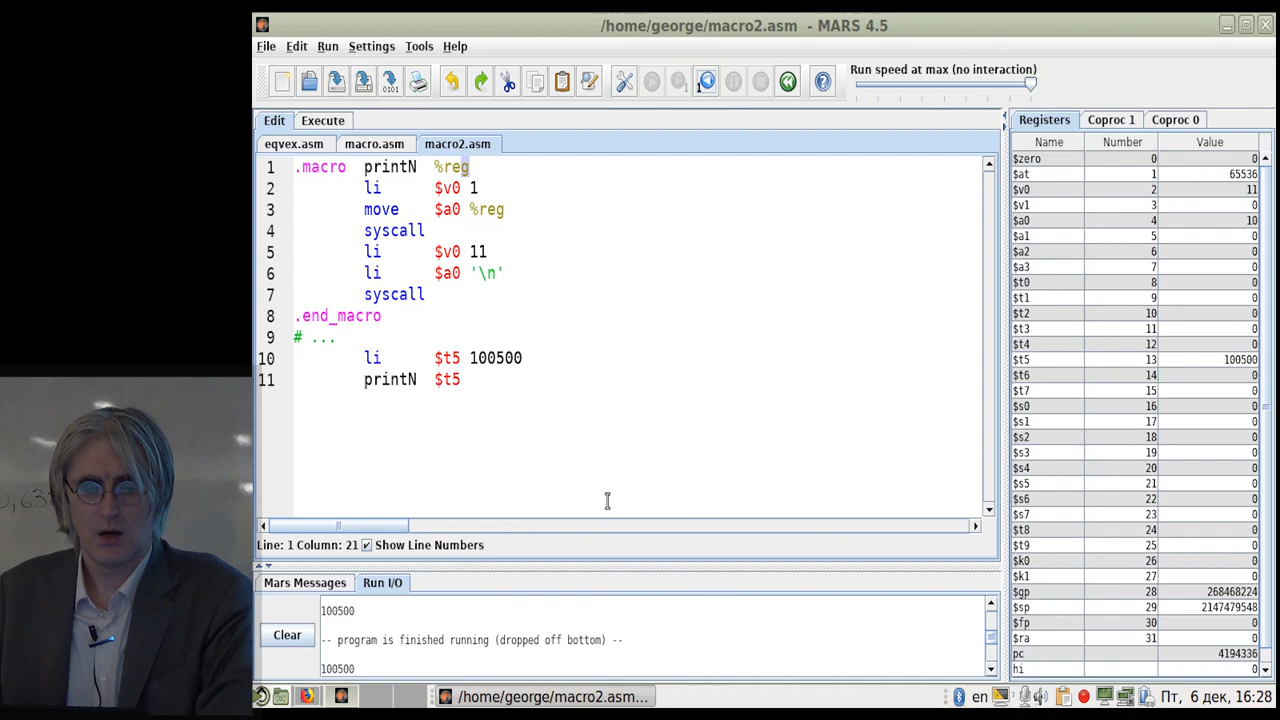 /home/george/macro2.asm - MARS 4.5
File Edit Run Settings Tools Help
Run speed at max (no interaction)
Edit Execute
eqvex.asm macro.asm macro2.asm
1 .macro printN %reg
2 li $v0 1
3 move $a0 %reg
4 syscall
5 li $v0 11
6 li $a0 '\n'
7 syscall
8 .end_macro
9 # ...
10 li $t5 100500
11 printN $t5
Line: 1 Column: 21 Show Line Numbers
Mars Messages Run I/O
Clear
100500
-- program is finished running (dropped off bottom) --
100500
Registers Coproc 1 Coproc 0
Name Number Value
$zero 0 0
$at 1 65536
$v0 2 11
$v1 3 0
$a0 4 10
$a1 5 0
$a2 6 0
$a3 7 0
$t0 8 0
$t1 9 0
$t2 10 0
$t3 11 0
$t4 12 0
$t5 13 100500
$t6 14 0
$t7 15 0
$s0 16 0
$s1 17 0
$s2 18 0
$s3 19 0
$s4 20 0
$s5 21 0
$s6 22 0
$s7 23 0
$t8 24 0
$t9 25 0
$k0 26 0
$k1 27 0
$gp 28 268468224
$sp 29 2147479548
$fp 30 0
$ra 31 0
pc 4194336
hi 0
/home/george/macro2.asm...
en Пт, 6 дек, 16:28